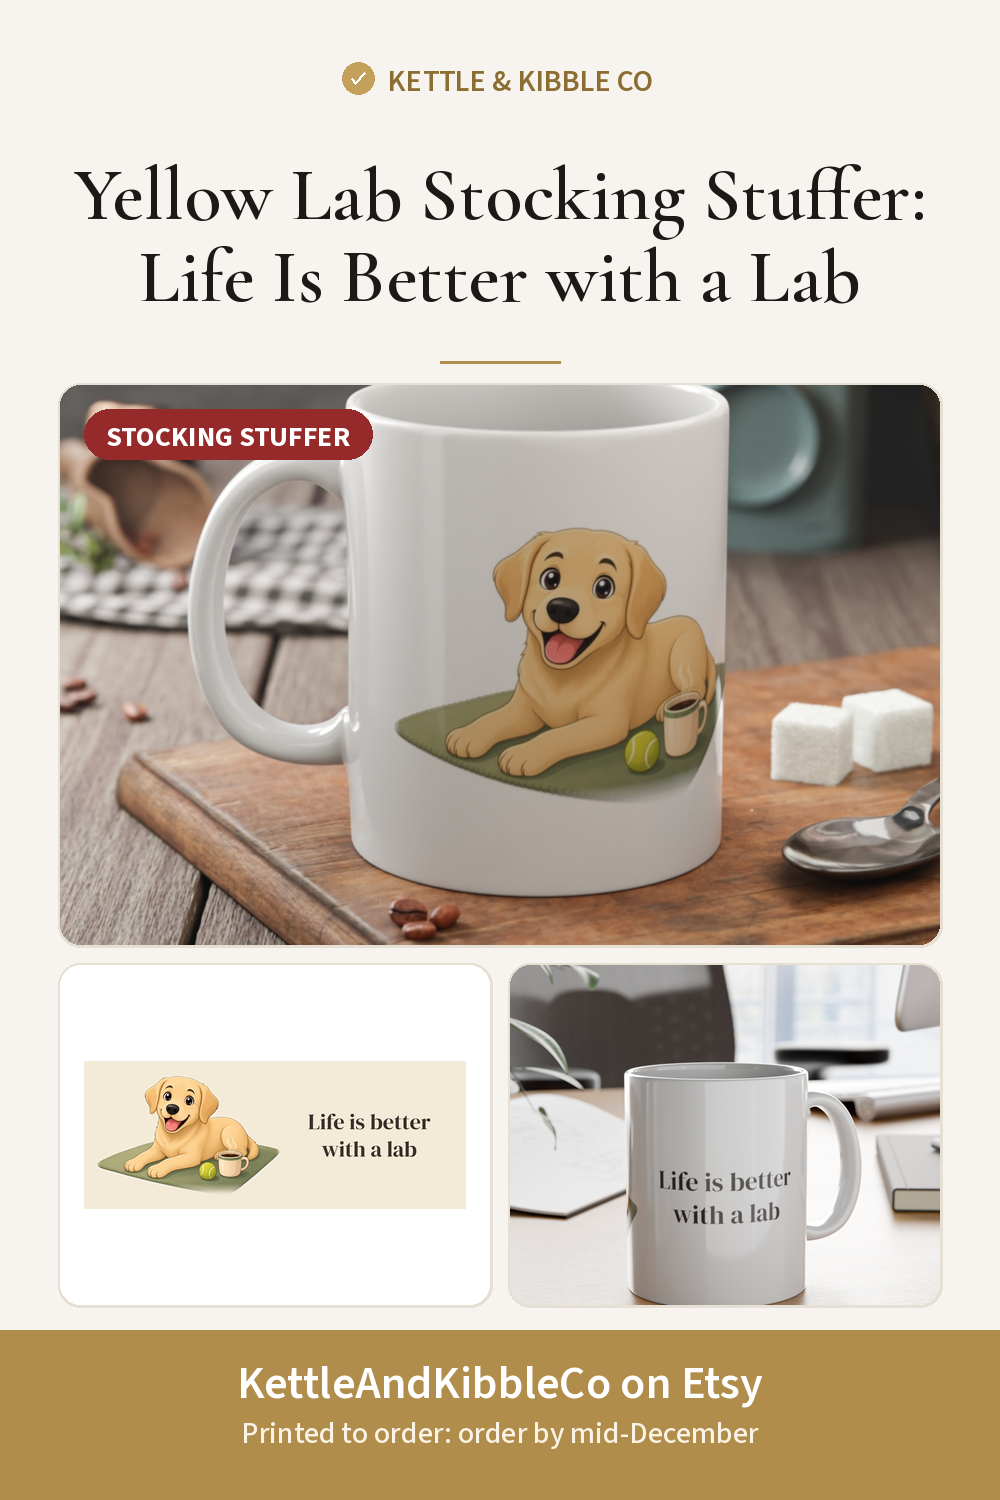 KETTLE & KIBBLE CO
Yellow Lab Stocking Stuffer:
Life Is Better with a Lab
STOCKING STUFFER
Life is better
with a lab
Life is better
with a lab
KettleAndKibbleCo on Etsy
Printed to order: order by mid-December